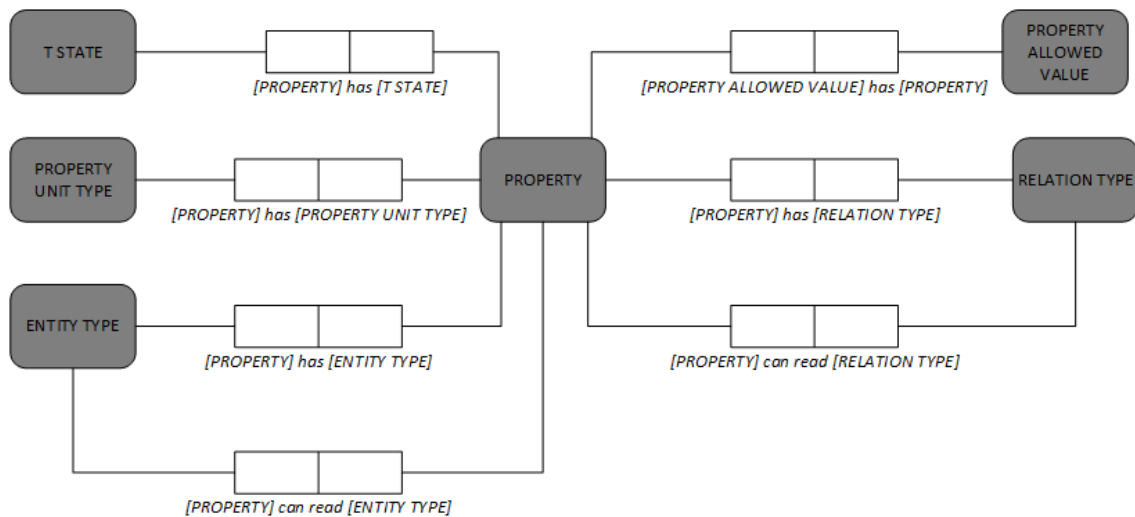 T STATE
[PROPERTY] has [T STATE]
PROPERTY
ALLOWED
VALUE
[PROPERTY ALLOWED VALUE] has [PROPERTY]
PROPERTY
UNIT TYPE
[PROPERTY] has [PROPERTY UNIT TYPE]
PROPERTY
RELATION TYPE
[PROPERTY] has [RELATION TYPE]
ENTITY TYPE
[PROPERTY] has [ENTITY TYPE]
[PROPERTY] can read [RELATION TYPE]
[PROPERTY] can read [ENTITY TYPE]